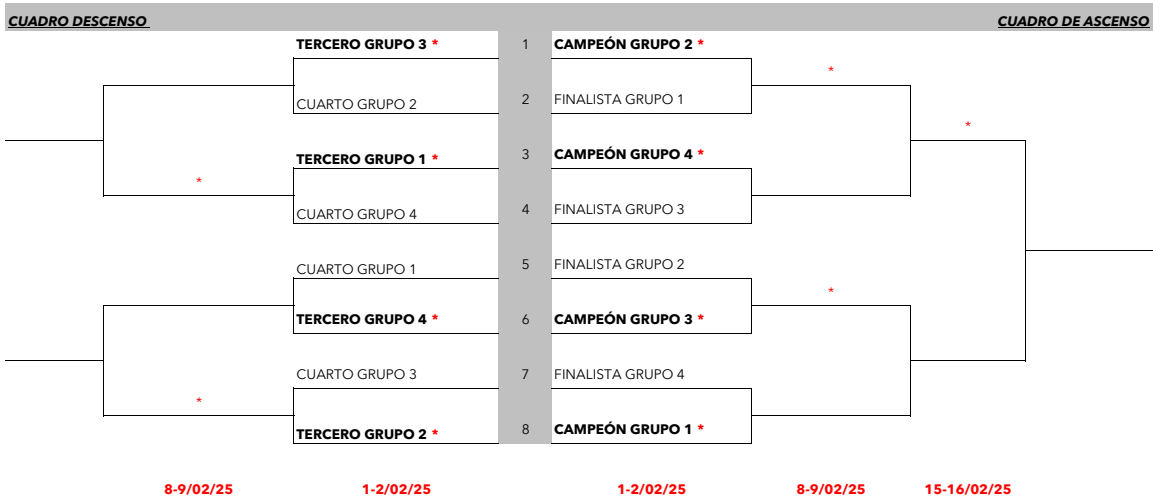 CUADRO DESCENSO CUADRO DE ASCENSO
TERCERO GRUPO 3 * 1 CAMPEÓN GRUPO 2 *
*
CUARTO GRUPO 2 2 FINALISTA GRUPO 1
*
TERCERO GRUPO 1 * 3 CAMPEÓN GRUPO 4 *
*
CUARTO GRUPO 4 4 FINALISTA GRUPO 3
CUARTO GRUPO 1 5 FINALISTA GRUPO 2
*
TERCERO GRUPO 4 * 6 CAMPEÓN GRUPO 3 *
CUARTO GRUPO 3 7 FINALISTA GRUPO 4
*
TERCERO GRUPO 2 * 8 CAMPEÓN GRUPO 1 *
8-9/02/25 1-2/02/25 1-2/02/25 8-9/02/25 15-16/02/25